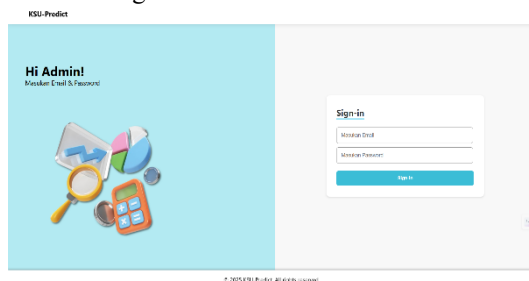 KSU-Predict
Hi Admin!
Masukan Email & Password
Sign-in
Masukan Email
Masukan Password
Sign in
© 2025 KSU Predict. All rights reserved.